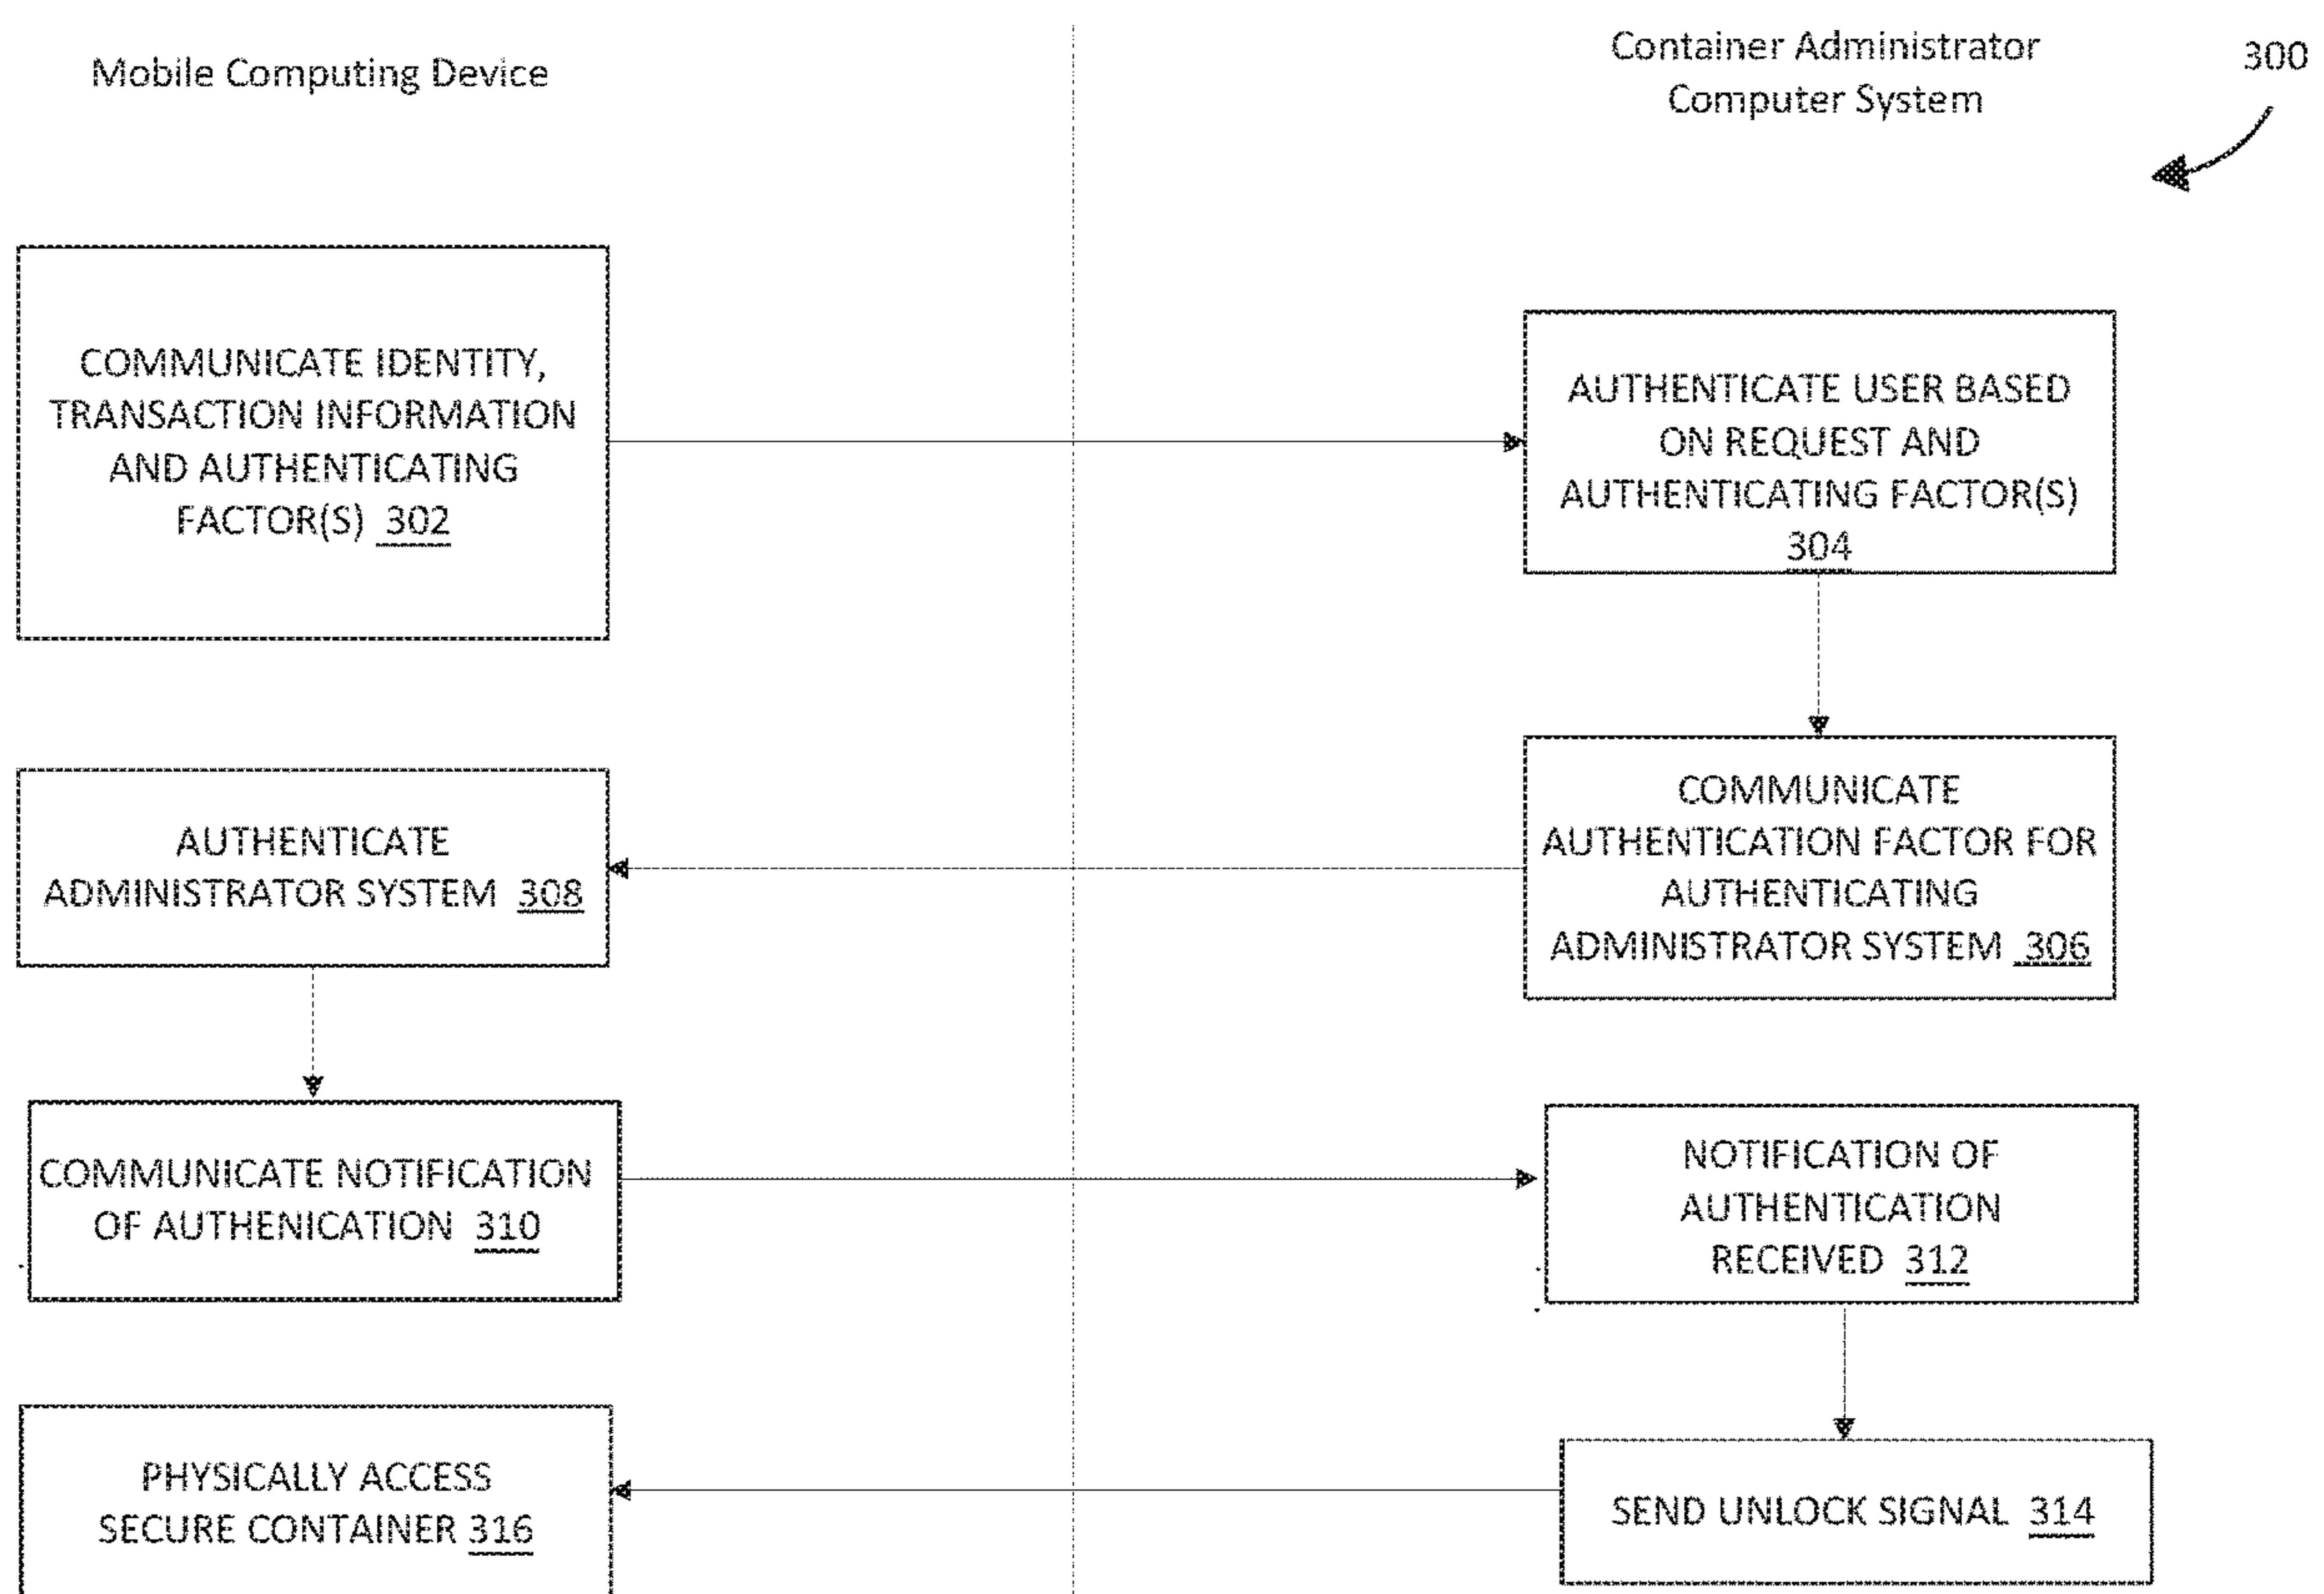 Mobile Computing Device
Container Administrator
Computer System
300
COMMUNICATE IDENTITY,
TRANSACTION INFORMATION
AND AUTHENTICATING
FACTOR(S) 302
AUTHENTICATE USER BASED
ON REQUEST AND
AUTHENTICATING FACTOR(S)
304
COMMUNICATE
AUTHENTICATION FACTOR FOR
AUTHENTICATING
ADMINISTRATOR SYSTEM 306
AUTHENTICATE
ADMINISTRATOR SYSTEM 308
COMMUNICATE NOTIFICATION
OF AUTHENICATION 310
NOTIFICATION OF
AUTHENTICATION
RECEIVED 312
SEND UNLOCK SIGNAL 314
PHYSICALLY ACCESS
SECURE CONTAINER 316